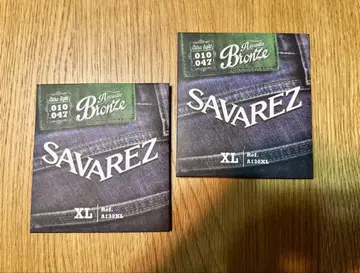 Extra light
010
047
Acoustic
Bronze
SAVAREZ
XL
Ref.
A130XL
Extra light
010
047
Acoustic
Bronze
SAVAREZ
XL
Ref.
A130XL